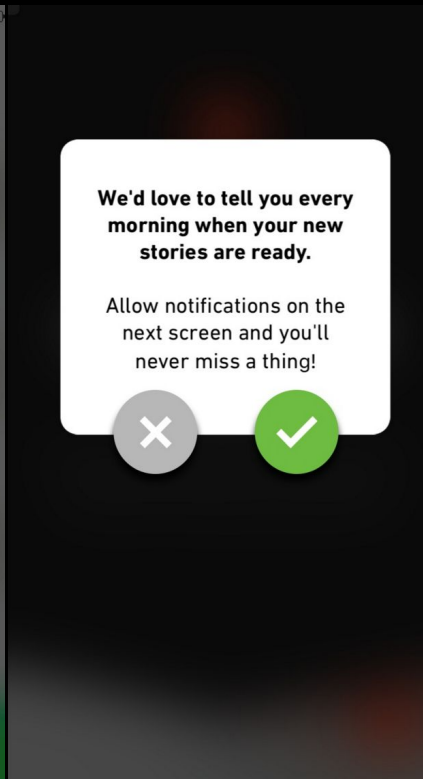 We'd love to tell you every
morning when your new
stories are ready.
Allow notifications on the
next screen and you'll
never miss a thing!